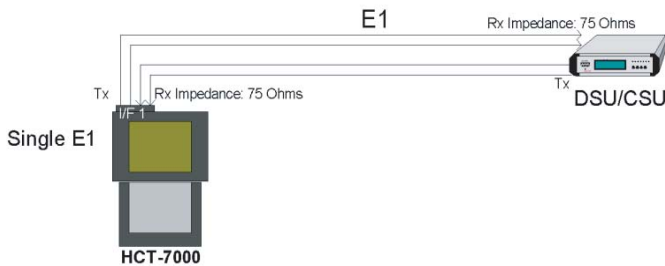 E1
Rx Impedance: 75 Ohms
Tx
Rx Impedance: 75 Ohms
Tx
DSU/CSU
I/F 1
Single E1
HCT-7000